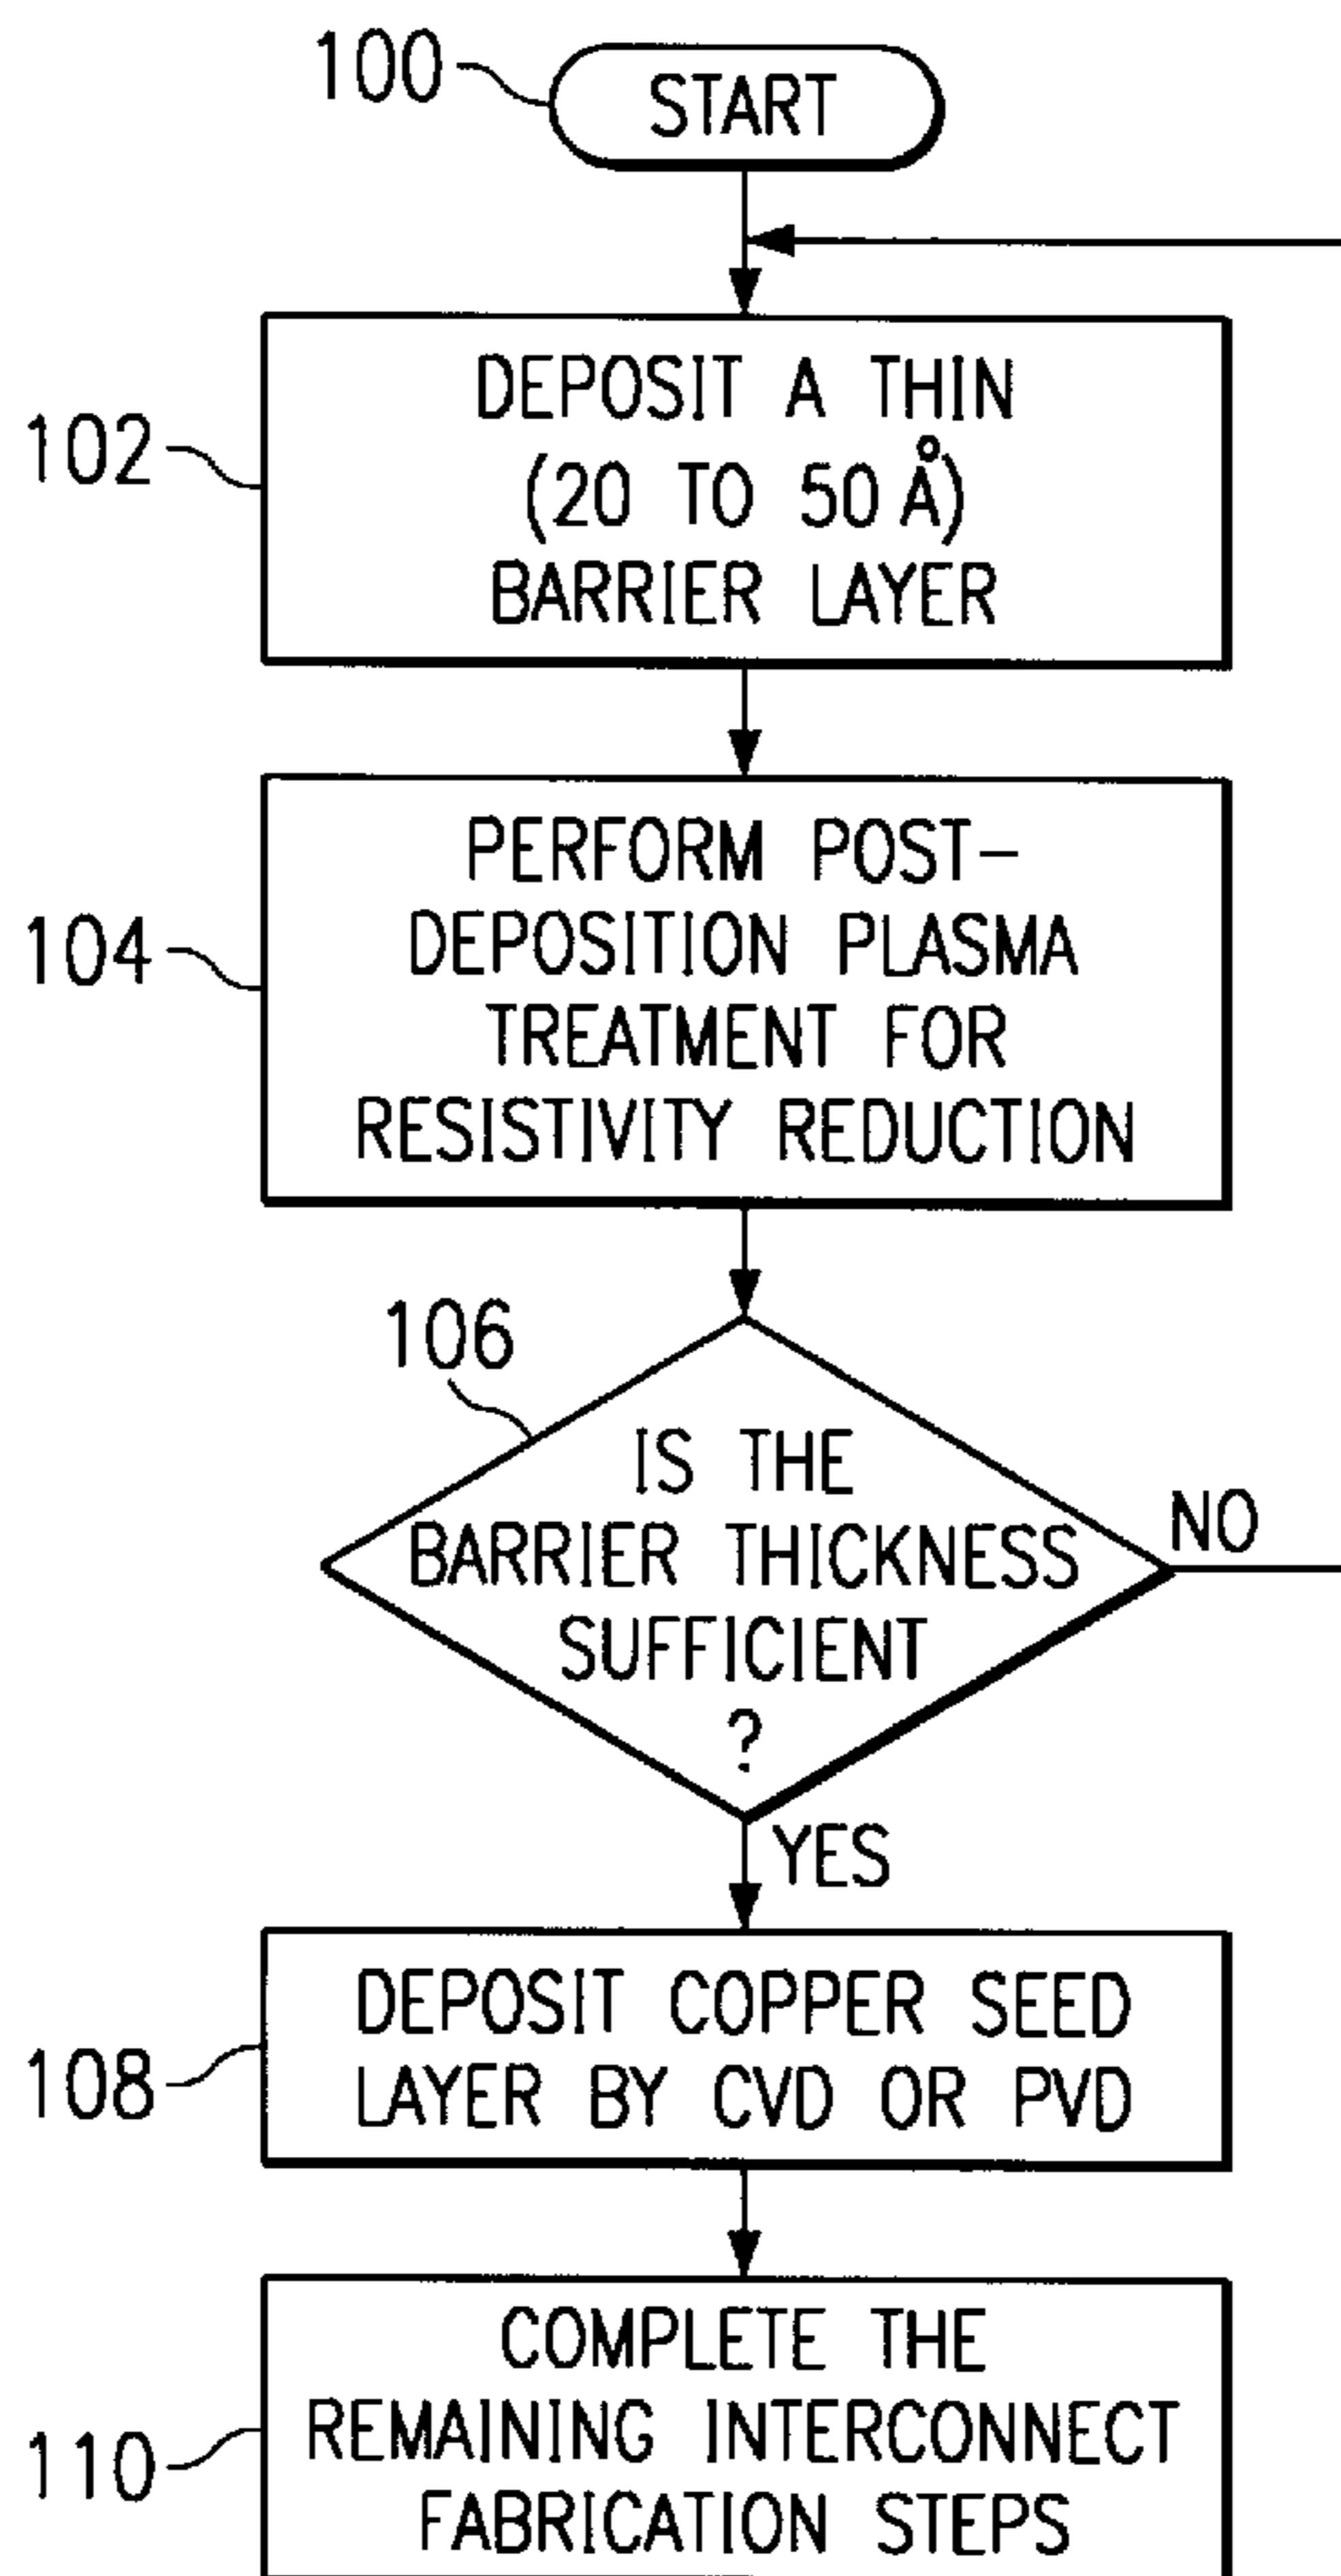 100
START
102
DEPOSIT A THIN
(20 TO 50 Å)
BARRIER LAYER
104
PERFORM POST-
DEPOSITION PLASMA
TREATMENT FOR
RESISTIVITY REDUCTION
106
IS THE
BARRIER THICKNESS
SUFFICIENT
?
NO
YES
108
DEPOSIT COPPER SEED
LAYER BY CVD OR PVD
110
COMPLETE THE
REMAINING INTERCONNECT
FABRICATION STEPS